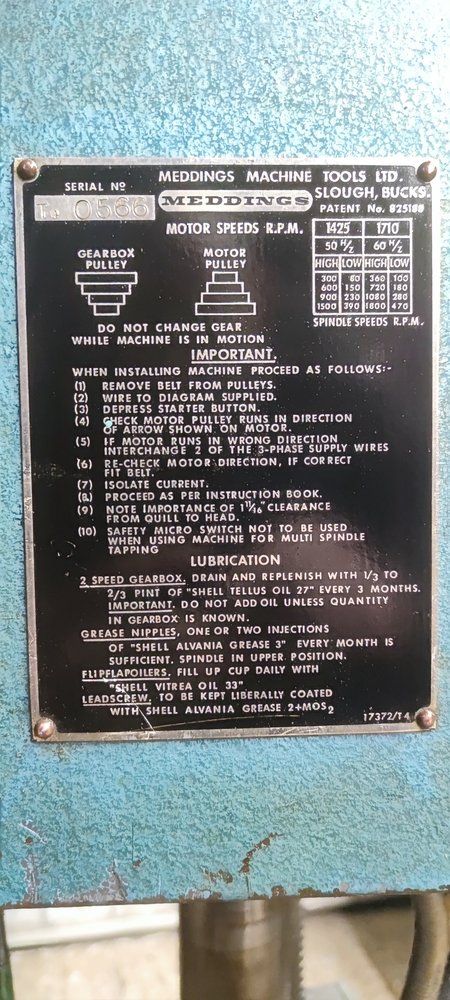 SERIAL Nº
MEDDINGS MACHINE TOOLS LTD.
SLOUGH, BUCKS.
0566
MEDDINGS
PATENT No. 825188
MOTOR SPEEDS R.P.M.
1425 1710
50 H/Z 60 H/Z
HIGH LOW HIGH LOW
300 80 360 100
600 150 720 180
900 230 1080 280
1500 390 1800 470
SPINDLE SPEEDS R.P.M.
GEARBOX PULLEY
MOTOR PULLEY
DO NOT CHANGE GEAR
WHILE MACHINE IS IN MOTION
IMPORTANT.
WHEN INSTALLING MACHINE PROCEED AS FOLLOWS:-
(1) REMOVE BELT FROM PULLEYS.
(2) WIRE TO DIAGRAM SUPPLIED.
(3) DEPRESS STARTER BUTTON.
(4) CHECK MOTOR PULLEY RUNS IN DIRECTION
OF ARROW SHOWN ON MOTOR.
(5) IF MOTOR RUNS IN WRONG DIRECTION
INTERCHANGE 2 OF THE 3-PHASE SUPPLY WIRES
(6) RE-CHECK MOTOR DIRECTION, IF CORRECT
FIT BELT.
(7) ISOLATE CURRENT.
(8) PROCEED AS PER INSTRUCTION BOOK.
(9) NOTE IMPORTANCE OF 1 11/16" CLEARANCE
FROM QUILL TO HEAD.
(10) SAFETY MICRO SWITCH NOT TO BE USED
WHEN USING MACHINE FOR MULTI SPINDLE
TAPPING
LUBRICATION
2 SPEED GEARBOX. DRAIN AND REPLENISH WITH 1/3 TO
2/3 PINT OF "SHELL TELLUS OIL 27" EVERY 3 MONTHS.
IMPORTANT. DO NOT ADD OIL UNLESS QUANTITY
IN GEARBOX IS KNOWN.
GREASE NIPPLES, ONE OR TWO INJECTIONS
OF "SHELL ALVANIA GREASE 3" EVERY MONTH IS
SUFFICIENT. SPINDLE IN UPPER POSITION.
FLIPFLAPOILERS. FILL UP CUP DAILY WITH
"SHELL VITREA OIL 33"
LEADSCREW. TO BE KEPT LIBERALLY COATED
WITH SHELL ALVANIA GREASE 2+MOS2
17372/T4